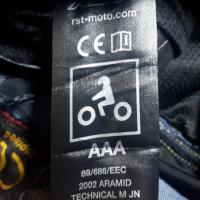 rst-moto.com
CE
AAA
89/686/EEC
2002 ARAMID
TECHNICAL M JN